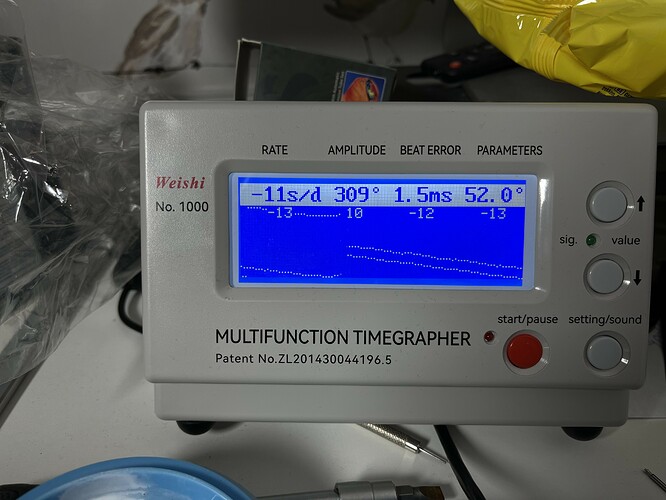 RATE AMPLITUDE BEAT ERROR PARAMETERS
Weishi
No. 1000
-11s/d 309° 1.5ms 52.0°
-13 10 -12 -13
sig. value
start/pause setting/sound
MULTIFUNCTION TIMEGRAPHER
Patent No.ZL201430044196.5